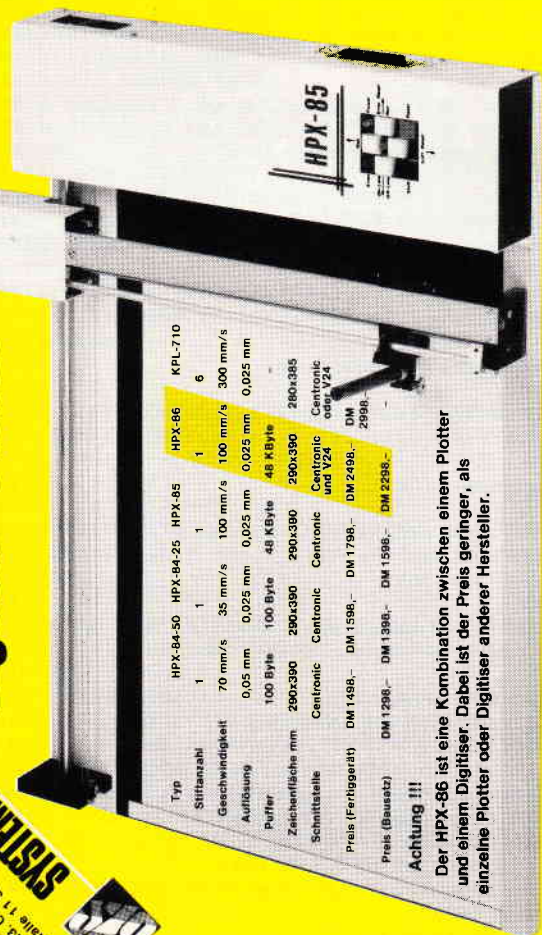 HPX-85
Typ HPX-84-50 HPX-84-25 HPX-85 HPX-86 KPL-710
Stiftanzahl 1 1 1 1 6
Geschwindigkeit 70 mm/s 35 mm/s 100 mm/s 100 mm/s 300 mm/s
Auflösung 0,05 mm 0,025 mm 0,025 mm 0,025 mm 0,025 mm
Puffer 100 Byte 100 Byte 48 KByte 48 KByte -
Zeichenfläche mm 290x390 290x390 290x390 290x390 280x385
Schnittstelle Centronic Centronic Centronic Centronic und V24 Centronic oder V24
Preis (Fertiggerät) DM 1498,- DM 1598,- DM 1798,- DM 2498,- DM 2998,-
Preis (Bausatz) DM 1298,- DM 1398,- DM 1598,- DM 2298,- -
Achtung !!!
Der HPX-86 ist eine Kombination zwischen einem Plotter
und einem Digitiser. Dabei ist der Preis geringer, als
einzelne Plotter oder Digitiser anderer Hersteller.